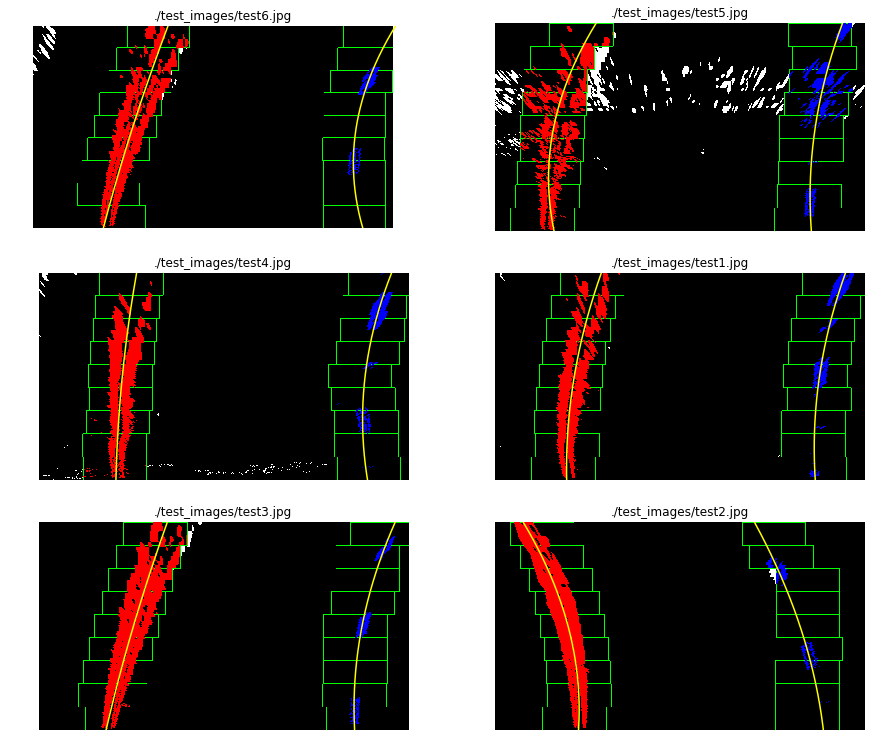 ./test_images/test6.jpg
./test_images/test5.jpg
./test_images/test4.jpg
./test_images/test1.jpg
./test_images/test3.jpg
./test_images/test2.jpg